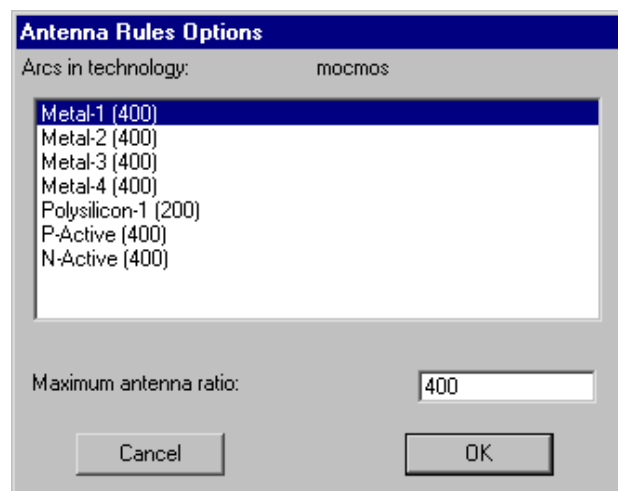 Antenna Rules Options
Arcs in technology: mocmos
Metal-1 (400)
Metal-2 (400)
Metal-3 (400)
Metal-4 (400)
Polysilicon-1 (200)
P-Active (400)
N-Active (400)
Maximum antenna ratio: 400
Cancel OK